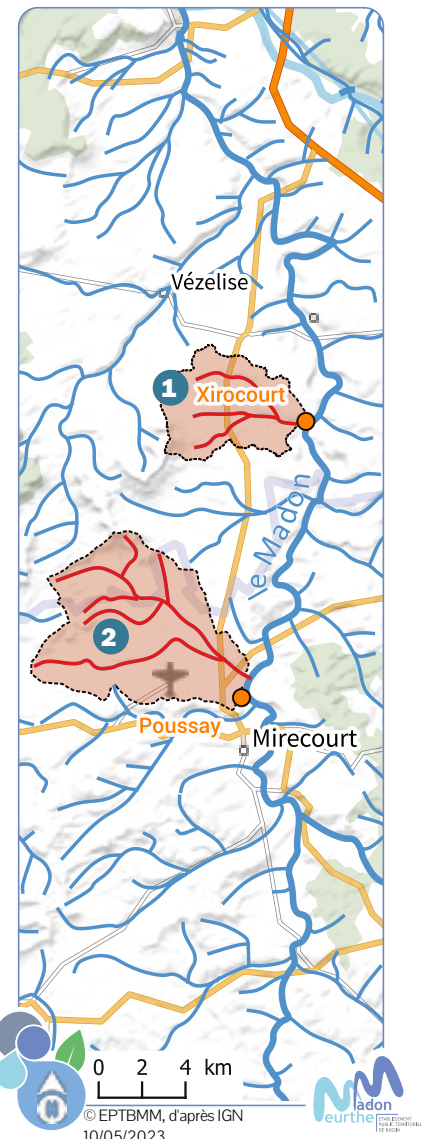 Vézelise
1
Xirocourt
le Madon
2
Poussay
Mirecourt
0 2 4 km
© EPTBMM, d'après IGN
10/05/2023
Madon
Meurthe
ETABLISSEMENT
PUBLIC TERRITORIAL
DE BASSIN
N